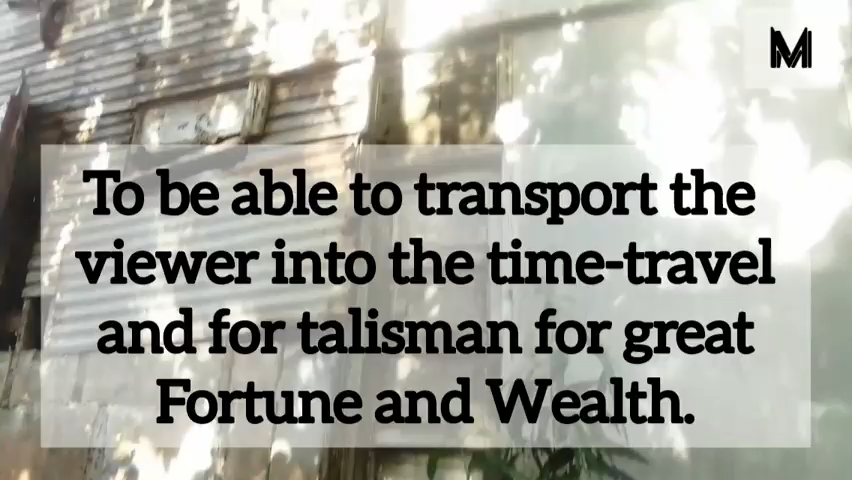 M
To be able to transport the
viewer into the time-travel
and for talisman for great
Fortune and Wealth.